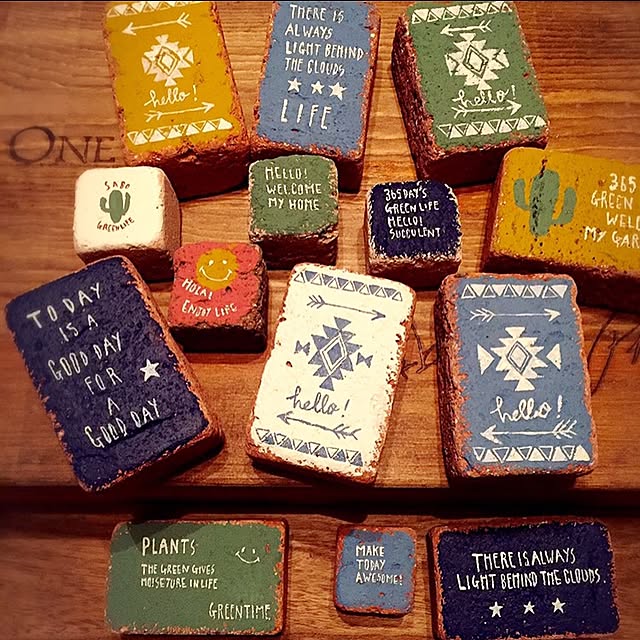 hello!
THERE IS
ALWAYS
LIGHT BEHIND
THE CLOUDS
LIFE
hello!
ONE
SABO
GREENLIFE
HELLO!
WELCOME
MY HOME
365DAY'S
GREEN LIFE
HELLO!
SUCCULENT
365
GREEN
WEL
MY GAR
HOLA!
ENJOY LIFE
TODAY
IS A
GOOD DAY
FOR
A
GOOD DAY
hello!
hello!
PLANTS
THE GREEN GIVES
MOISETURE IN LIFE
GREENTIME
MAKE
TODAY
AWESOME!
THERE IS ALWAYS
LIGHT BEHIND THE CLOUDS.